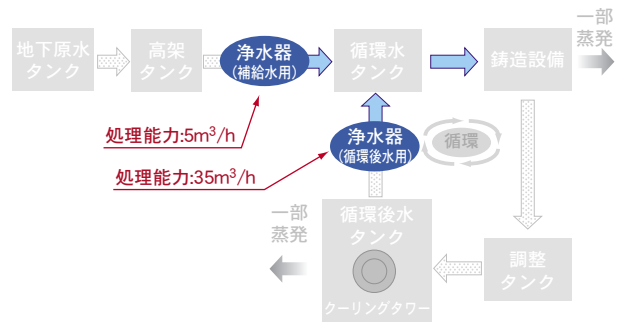 一部
蒸発
地下原水
タンク
高架
タンク
浄水器
(補給水用)
循環水
タンク
鋳造設備
処理能力:5m³/h
浄水器
(循環後水用)
循環
処理能力:35m³/h
一部
蒸発
循環後水
タンク
クーリングタワー
調整
タンク